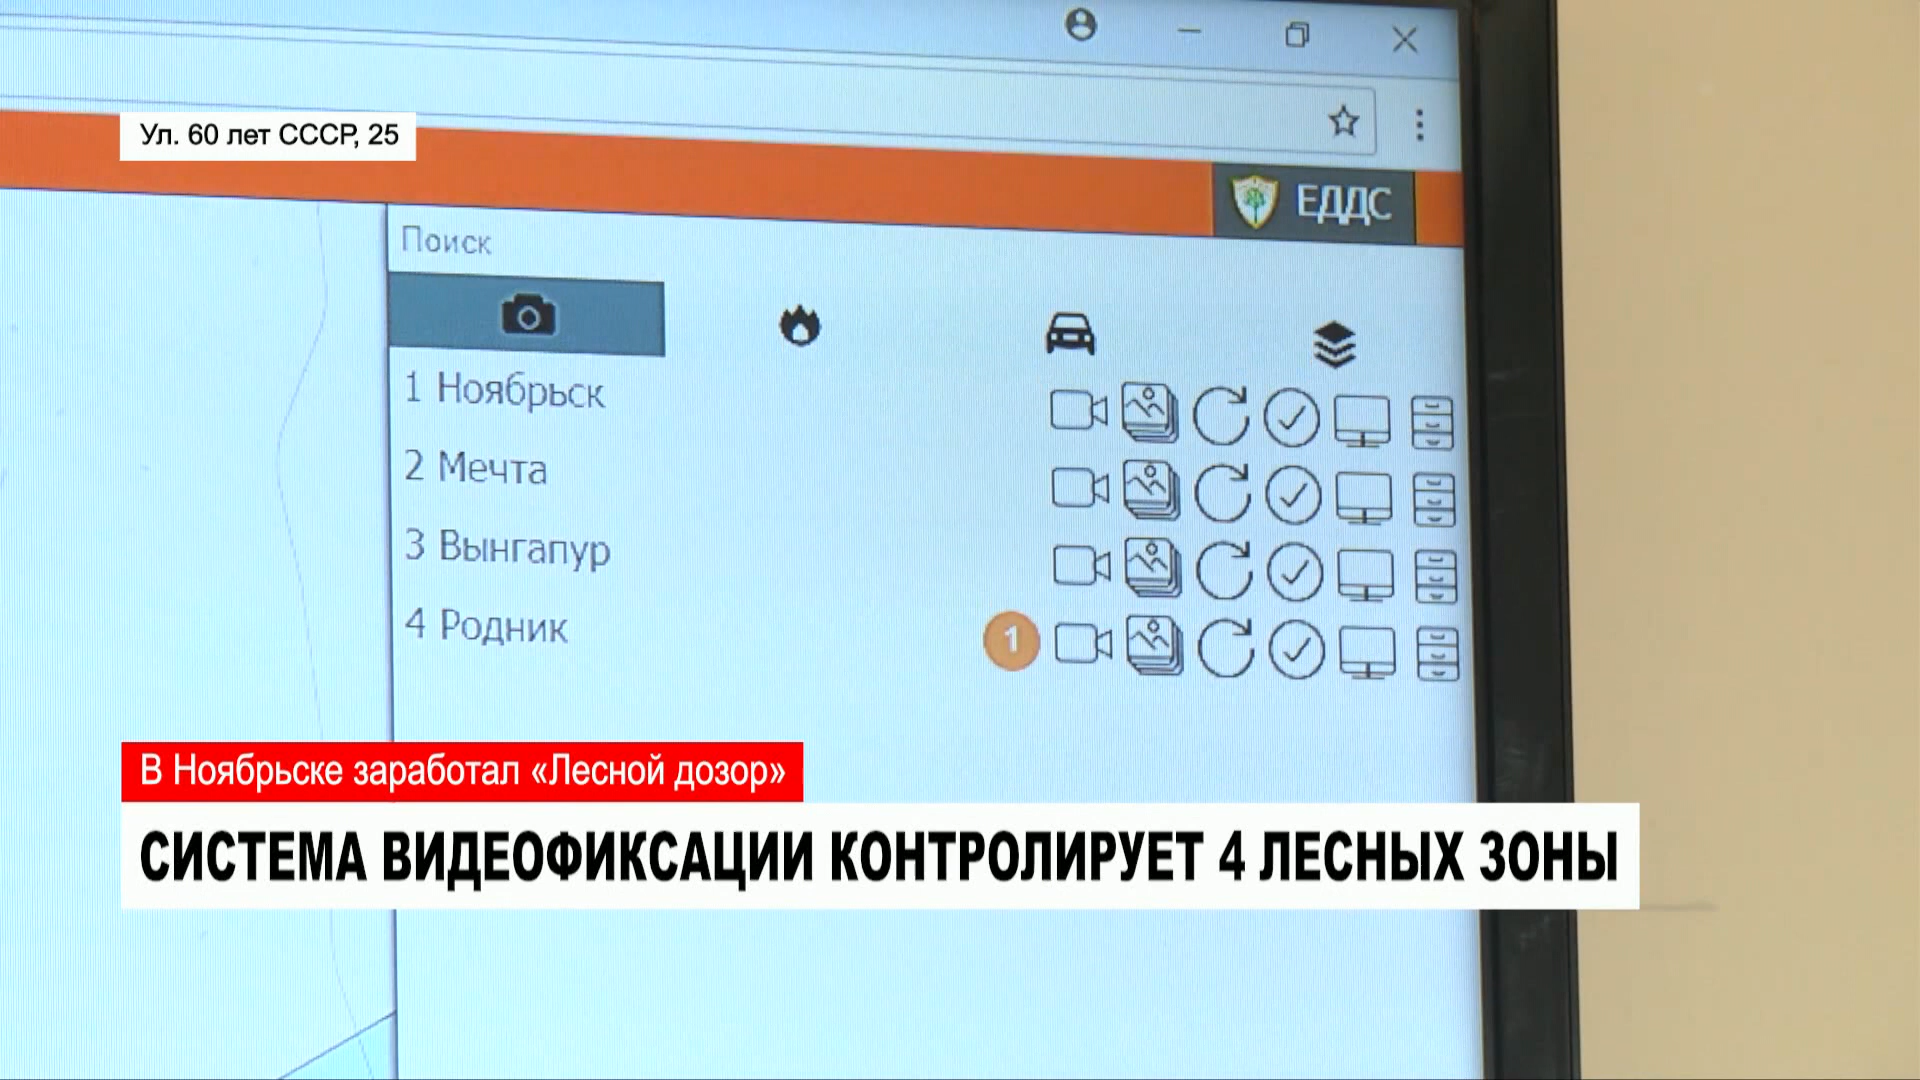 Ул. 60 лет СССР, 25
ЕДДС
Поиск
1 Ноябрьск
2 Мечта
3 Вынгапур
4 Родник
1
В Ноябрьске заработал «Лесной дозор»
СИСТЕМА ВИДЕОФИКСАЦИИ КОНТРОЛИРУЕТ 4 ЛЕСНЫХ ЗОНЫ